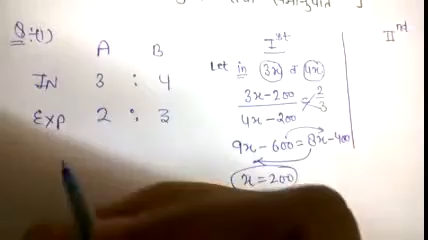 Q:-(1)
A B
IN 3 : 4
Exp 2 : 3
Ist
Let in 3x व 4x
3x-200 / 4x-200 = 2/3
9x-600 = 8x-400
x=200
IInd